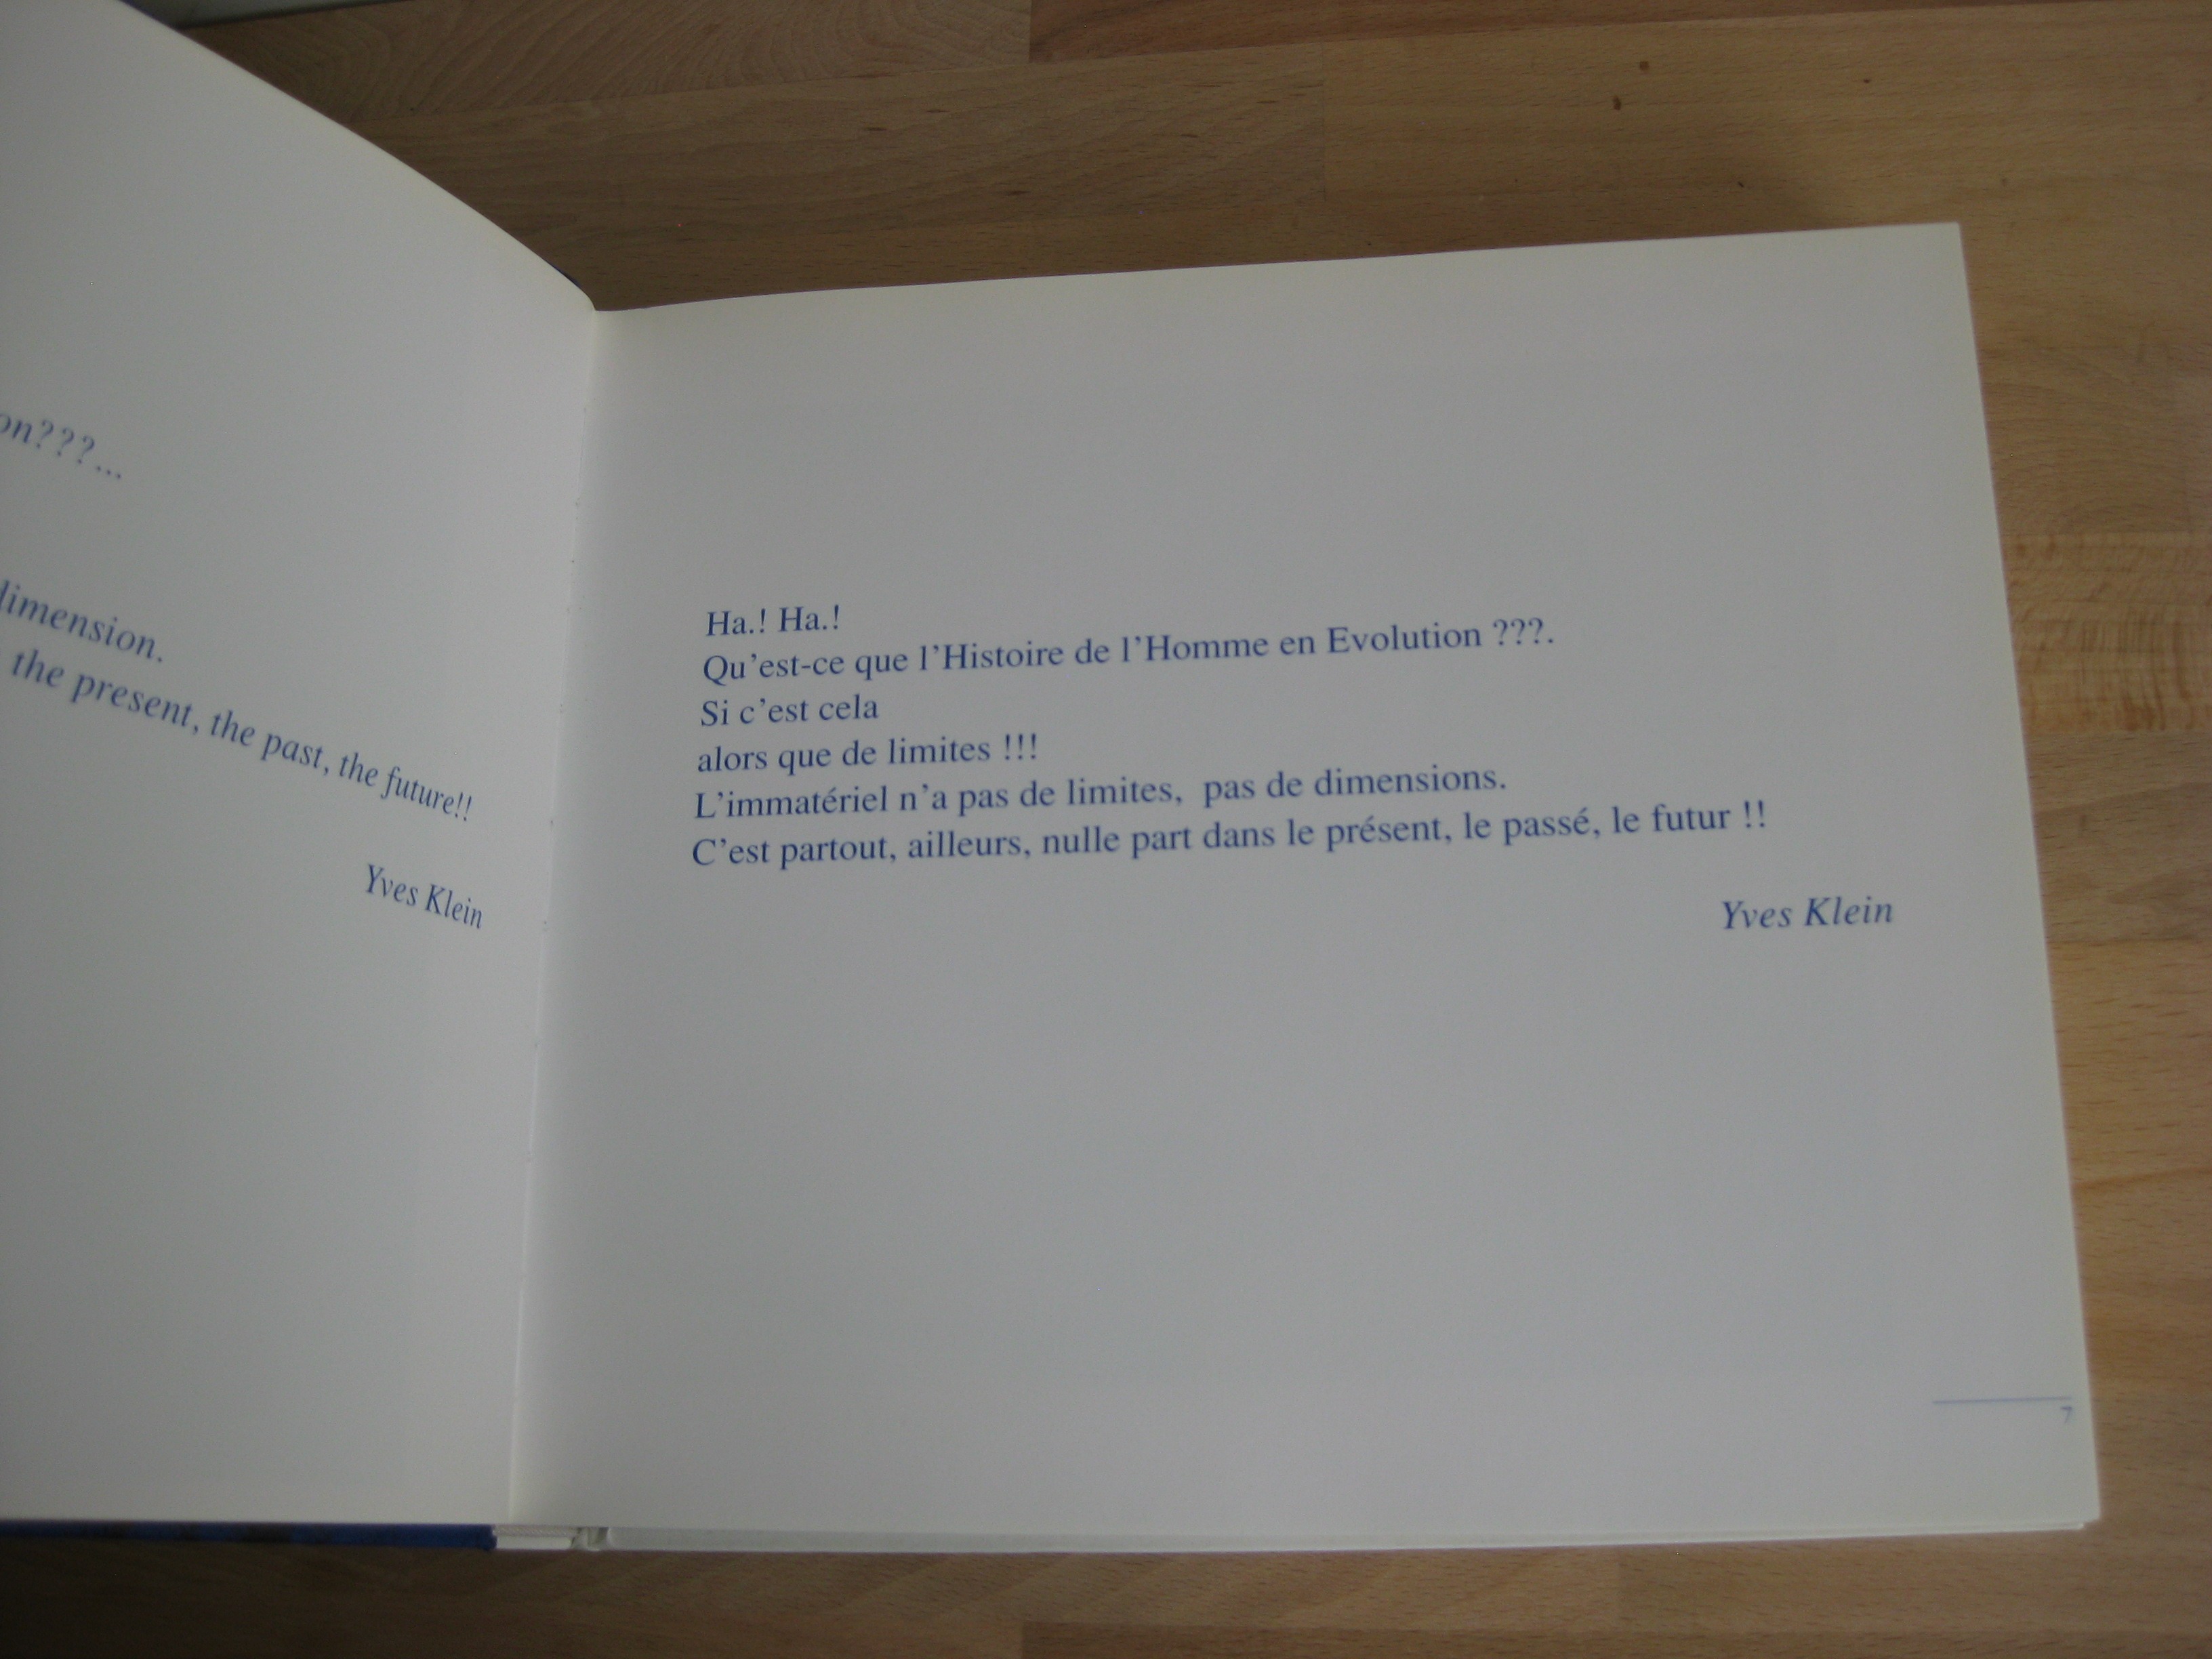 on???...
dimension.
the present, the past, the future!!
Yves Klein
Ha.! Ha.!
Qu'est-ce que l'Histoire de l'Homme en Evolution ???.
Si c'est cela
alors que de limites !!!
L'immatériel n'a pas de limites, pas de dimensions.
C'est partout, ailleurs, nulle part dans le présent, le passé, le futur !!
Yves Klein
7